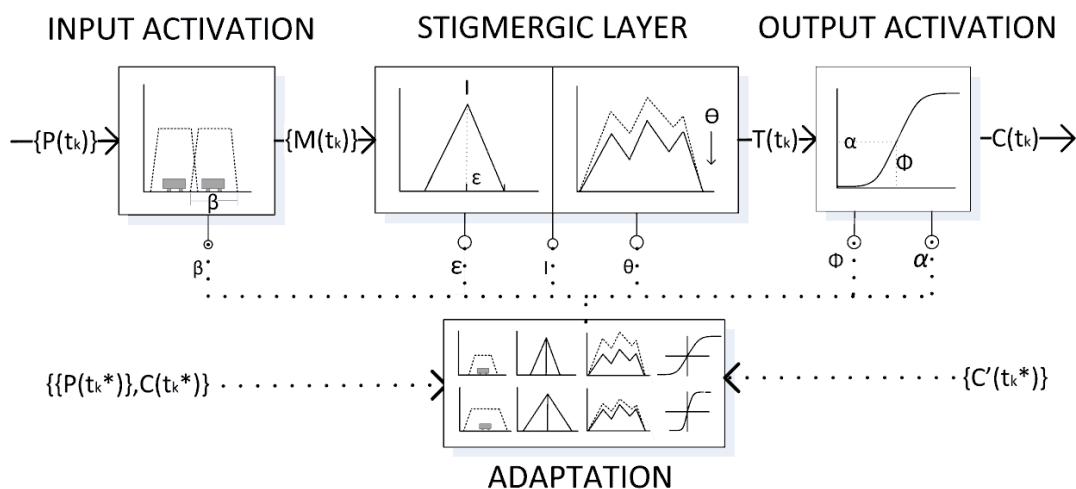 INPUT ACTIVATION STIGMERGIC LAYER OUTPUT ACTIVATION
I
θ
{P(tk)} {M(tk)} T(tk) α C(tk)
Φ
ε
β
β ε I θ Φ α
{{P(tk*)},C(tk*)} {C’(tk*)}
ADAPTATION